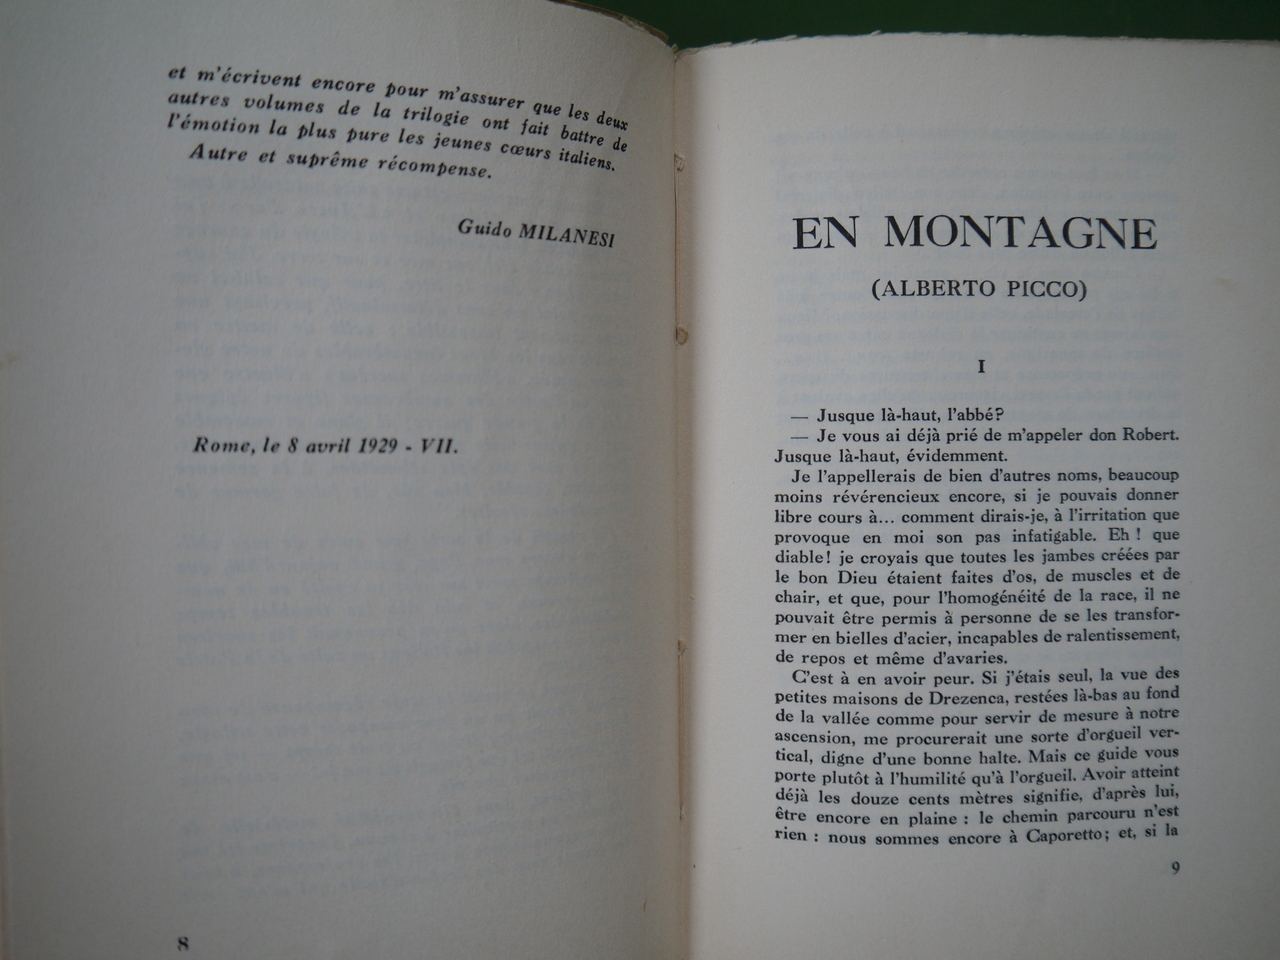 et m'écrivent encore pour m'assurer que les deux
autres volumes de la trilogie ont fait battre de
l'émotion la plus pure les jeunes cœurs italiens.
Autre et suprême récompense.
Guido MILANESI
Rome, le 8 avril 1929 - VII.
8
EN MONTAGNE
(ALBERTO PICCO)
I
— Jusque là-haut, l'abbé?
— Je vous ai déjà prié de m'appeler don Robert.
Jusque là-haut, évidemment.
Je l'appellerais de bien d'autres noms, beaucoup
moins révérencieux encore, si je pouvais donner
libre cours à... comment dirais-je, à l'irritation que
provoque en moi son pas infatigable. Eh ! que
diable! je croyais que toutes les jambes créées par
le bon Dieu étaient faites d'os, de muscles et de
chair, et que, pour l'homogénéité de la race, il ne
pouvait être permis à personne de se les transfor-
mer en bielles d'acier, incapables de ralentissement,
de repos et même d'avaries.
C'est à en avoir peur. Si j'étais seul, la vue des
petites maisons de Drezenca, restées là-bas au fond
de la vallée comme pour servir de mesure à notre
ascension, me procurerait une sorte d'orgueil ver-
tical, digne d'une bonne halte. Mais ce guide vous
porte plutôt à l'humilité qu'à l'orgueil. Avoir atteint
déjà les douze cents mètres signifie, d'après lui,
être encore en plaine : le chemin parcouru n'est
rien : nous sommes encore à Caporetto; et, si la
9